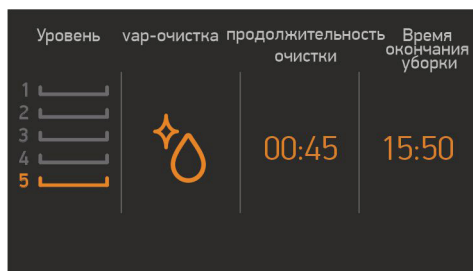 Уровень
vap-очистка
продолжительность
очистки
Время
окончания
уборки
1
2
3
4
5
00:45
15:50